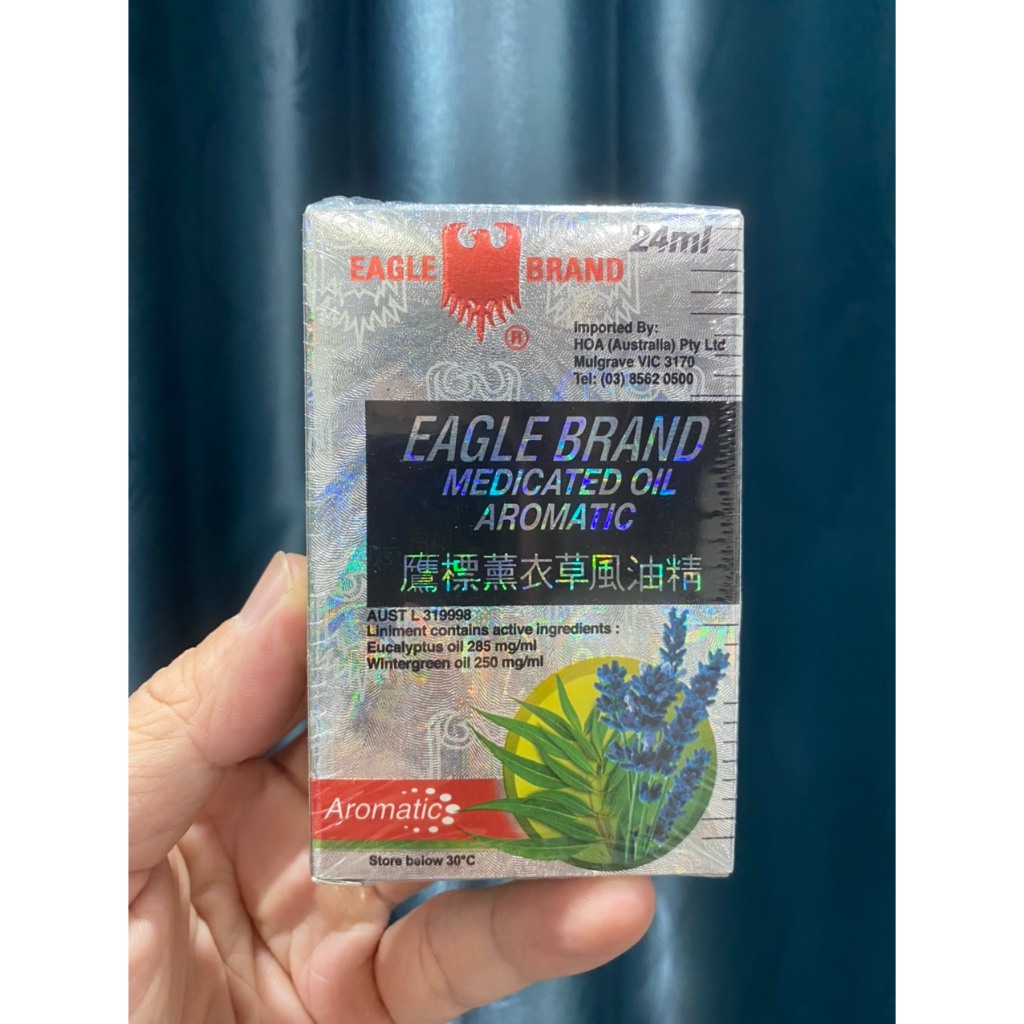 24ml
EAGLE BRAND
®
Imported By:
HOA (Australia) Pty Ltd
Mulgrave VIC 3170
Tel: (03) 8562 0500
EAGLE BRAND
MEDICATED OIL
AROMATIC
鷹標薰衣草風油精
AUST L 319998
Liniment contains active ingredients :
Eucalyptus oil 285 mg/ml
Wintergreen oil 250 mg/ml
Aromatic
Store below 30°C